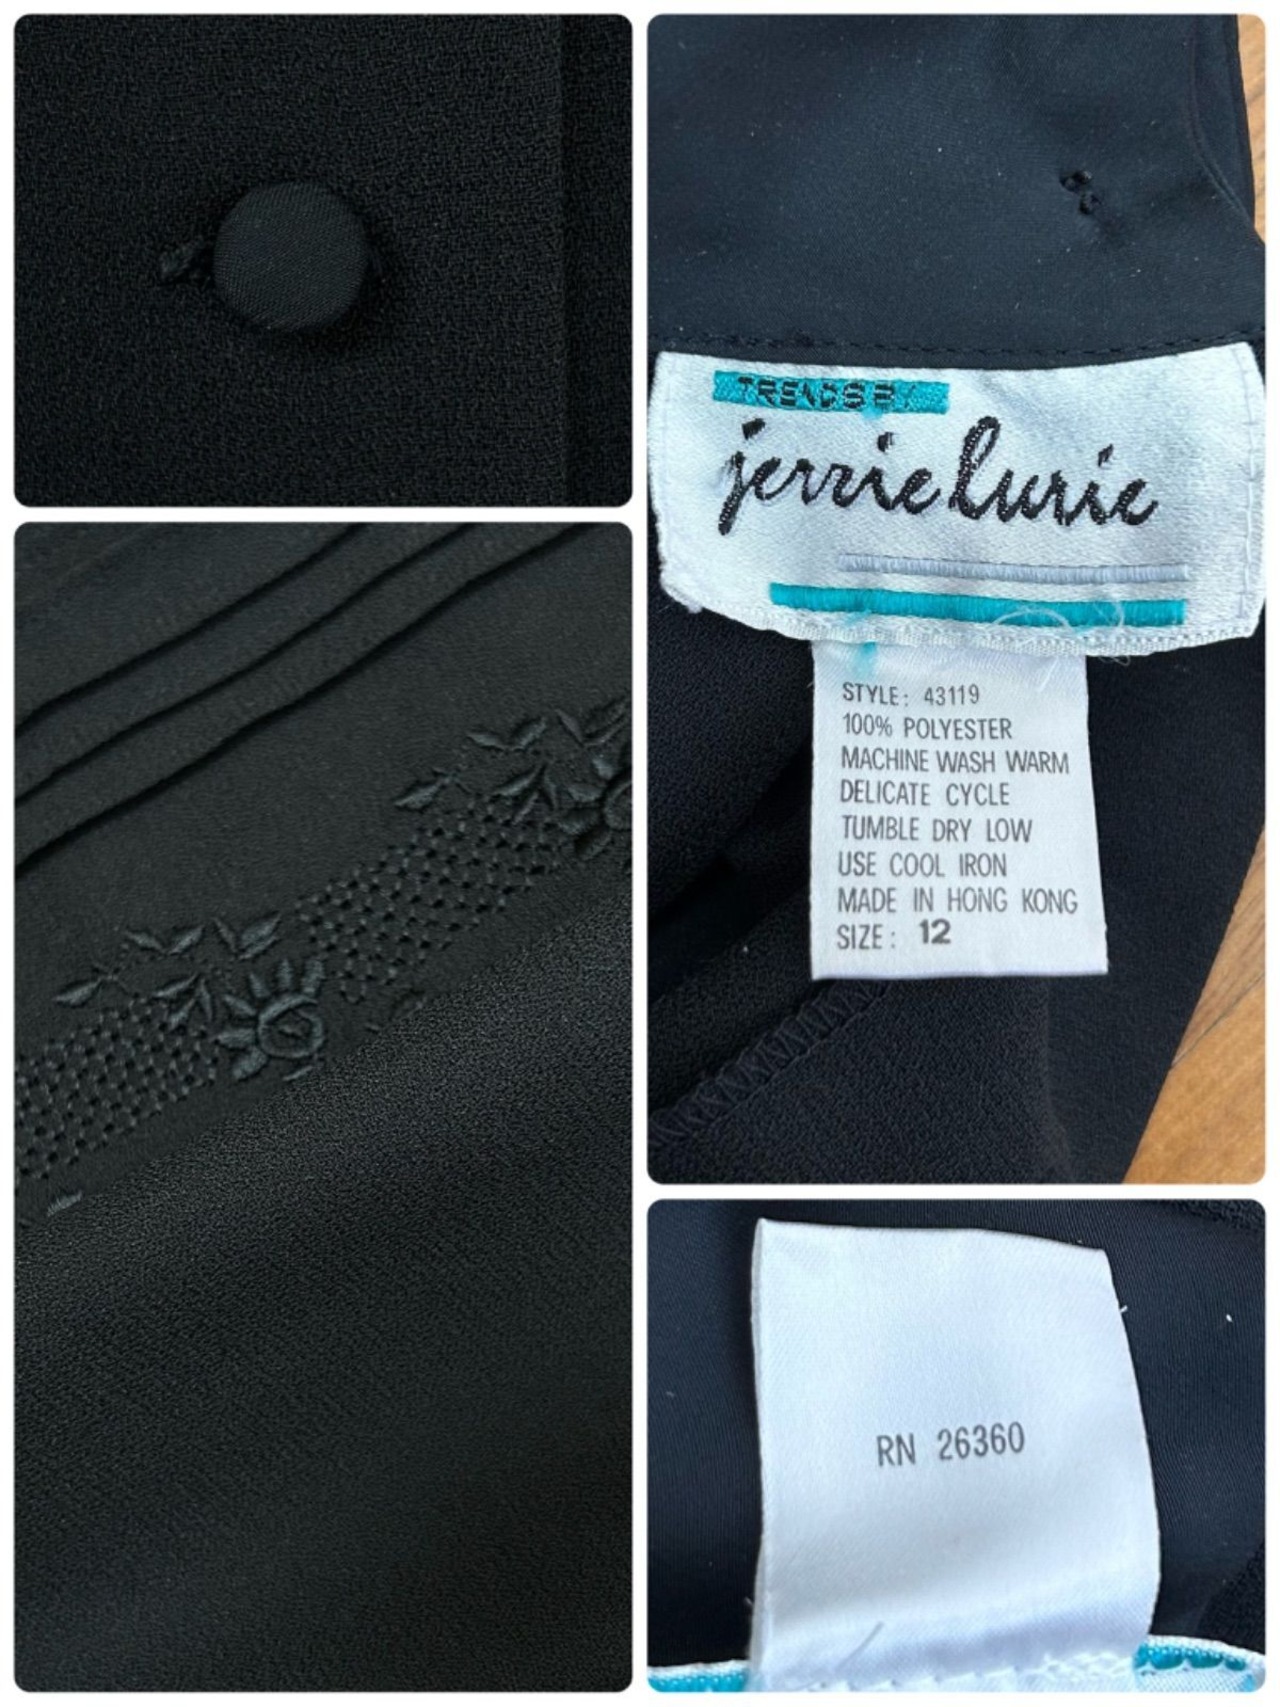 TRENDS BY
jerrie lurie
STYLE: 43119
100% POLYESTER
MACHINE WASH WARM
DELICATE CYCLE
TUMBLE DRY LOW
USE COOL IRON
MADE IN HONG KONG
SIZE: 12
RN 26360